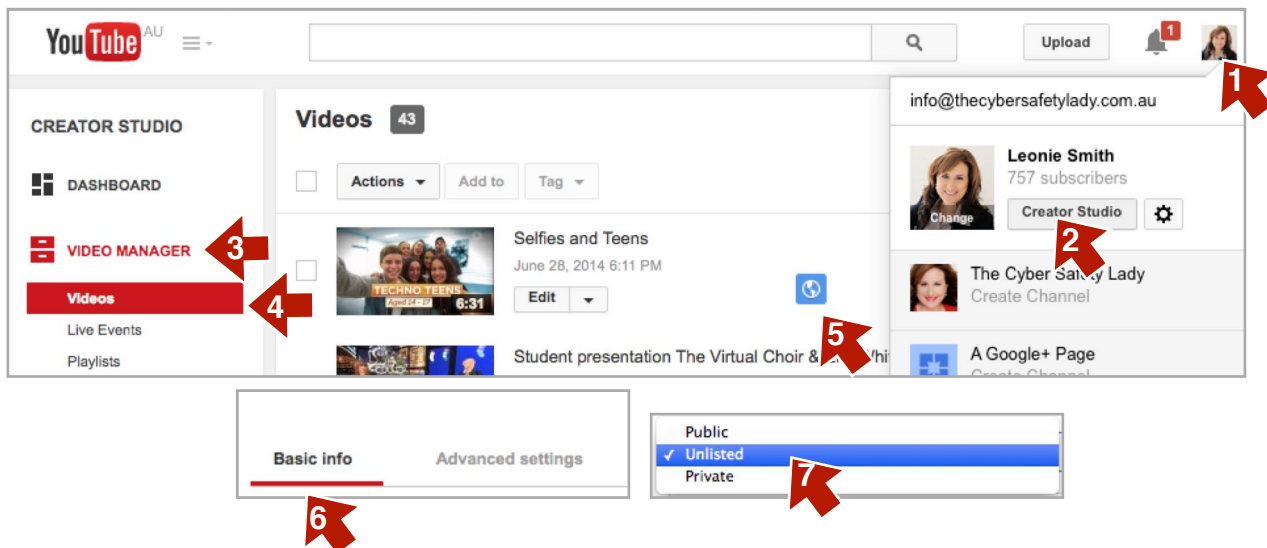 YouTube AU
Upload
1
1
info@thecybersafetylady.com.au
Leonie Smith
757 subscribers
Change
Creator Studio
2
The Cyber Safety Lady
Create Channel
A Google+ Page
Create Channel
CREATOR STUDIO
DASHBOARD
VIDEO MANAGER
3
Videos
4
Live Events
Playlists
Videos 43
Actions Add to Tag
Selfies and Teens
June 28, 2014 6:11 PM
Edit
TECHNO TEENS
Aged 14 - 17
6:31
5
Student presentation The Virtual Choir &
Basic info Advanced settings
6
Public
✓ Unlisted
Private
7